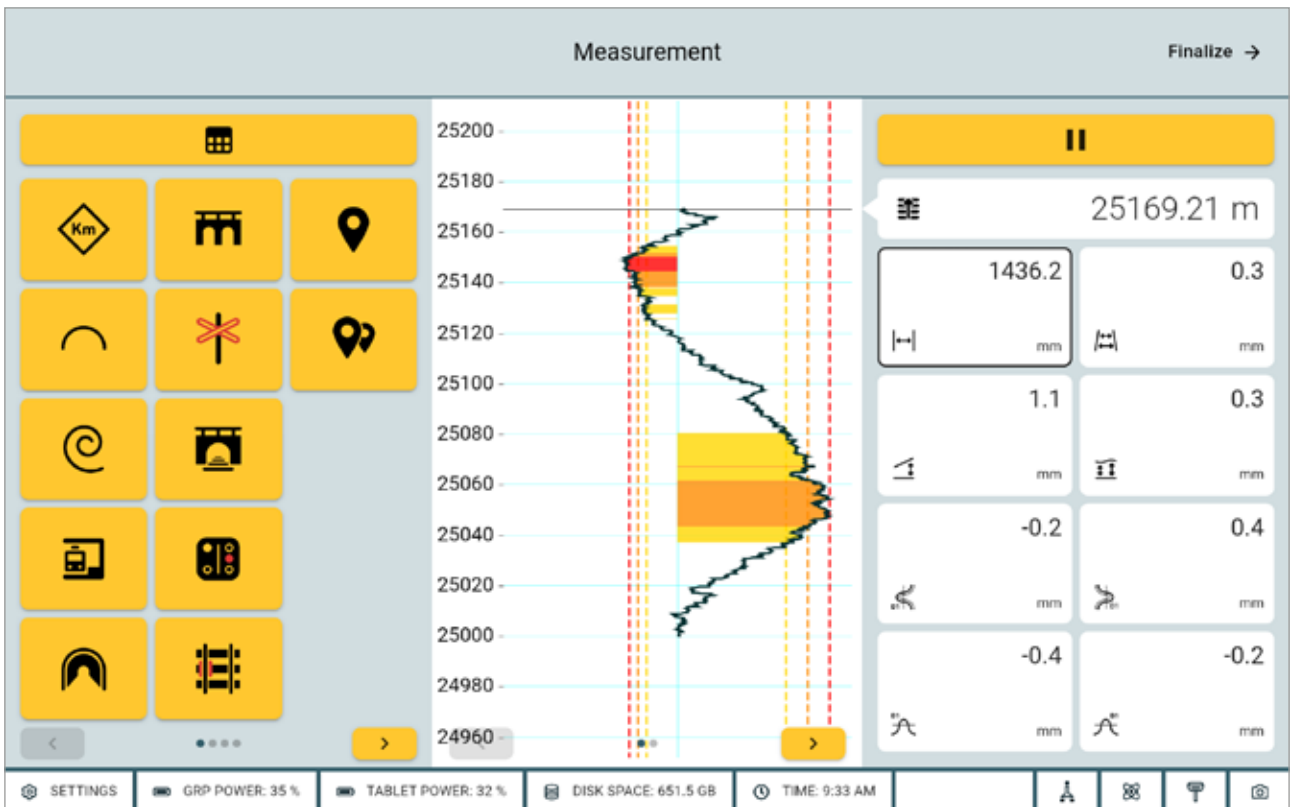 Measurement
Finalize →
Km
25200
25180
25160
25140
25120
25100
25080
25060
25040
25020
25000
24980
24960
25169.21 m
1436.2
mm
0.3
mm
1.1
mm
0.3
mm
-0.2
mm
0.4
mm
-0.4
mm
-0.2
mm
SETTINGS
GRP POWER: 35 %
TABLET POWER: 32 %
DISK SPACE: 651.5 GB
TIME: 9:33 AM